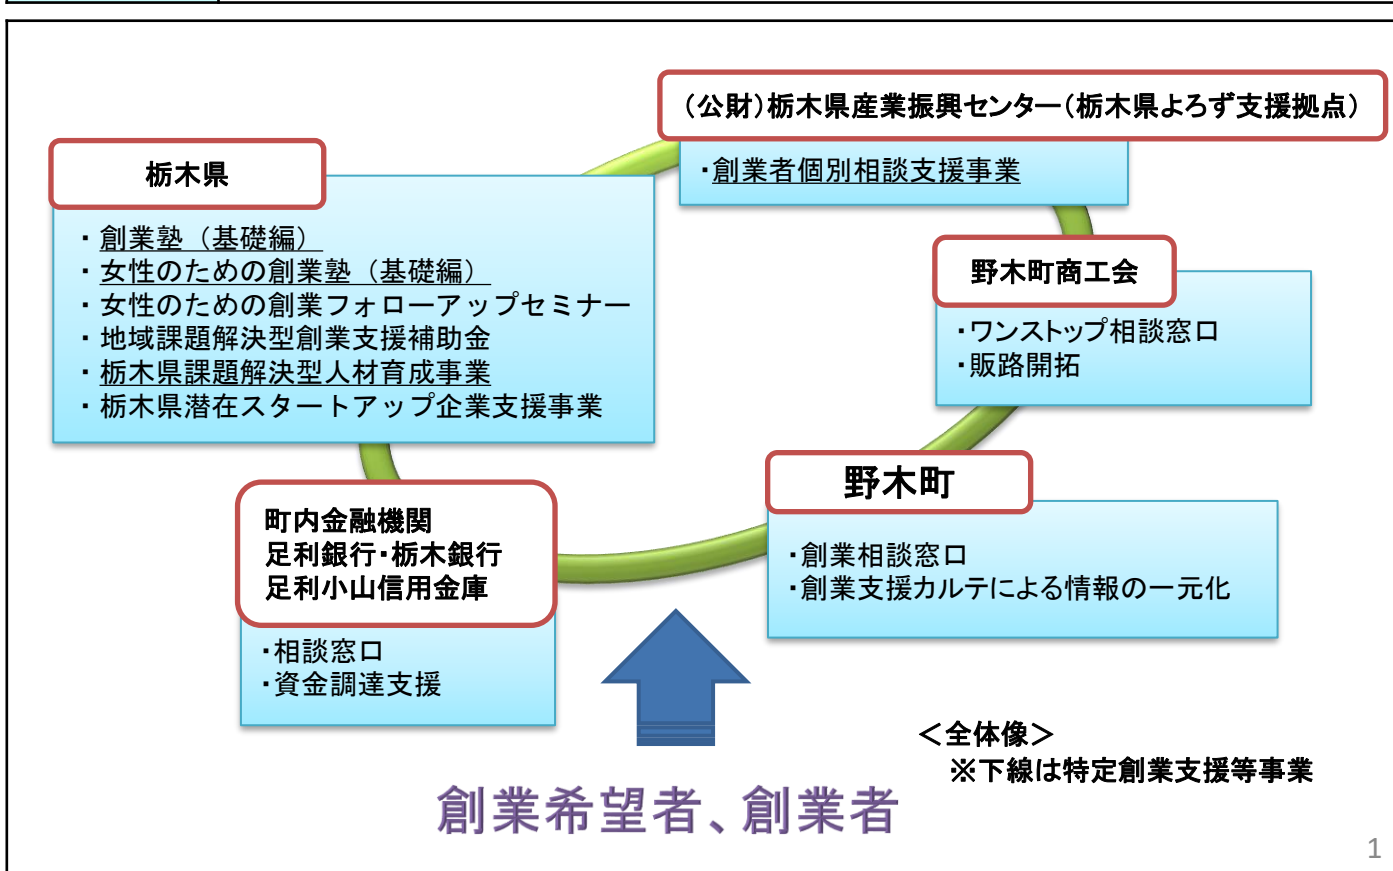 (公財)栃木県産業振興センター(栃木県よろず支援拠点)
・創業者個別相談支援事業
栃木県
・創業塾（基礎編）
・女性のための創業塾（基礎編）
・女性のための創業フォローアップセミナー
・地域課題解決型創業支援補助金
・栃木県課題解決型人材育成事業
・栃木県潜在スタートアップ企業支援事業
野木町商工会
・ワンストップ相談窓口
・販路開拓
野木町
・創業相談窓口
・創業支援カルテによる情報の一元化
町内金融機関
足利銀行・栃木銀行
足利小山信用金庫
・相談窓口
・資金調達支援
＜全体像＞
※下線は特定創業支援等事業
創業希望者、創業者
1